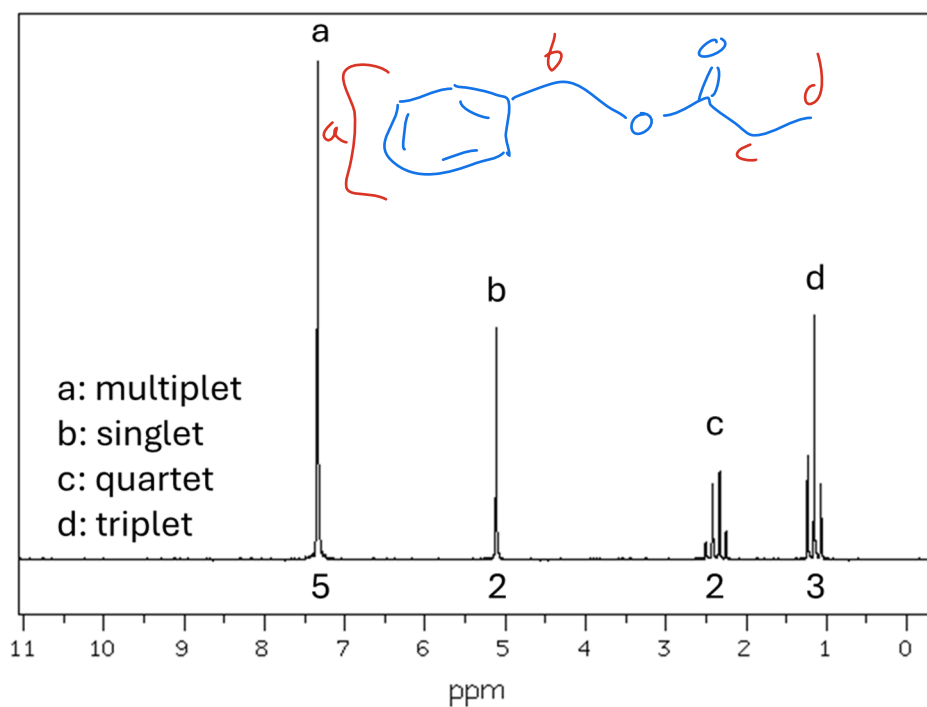 a
b
O
d
a
O
c
b
d
c
a: multiplet
b: singlet
c: quartet
d: triplet
5 2 2 3
11 10 9 8 7 6 5 4 3 2 1 0
ppm